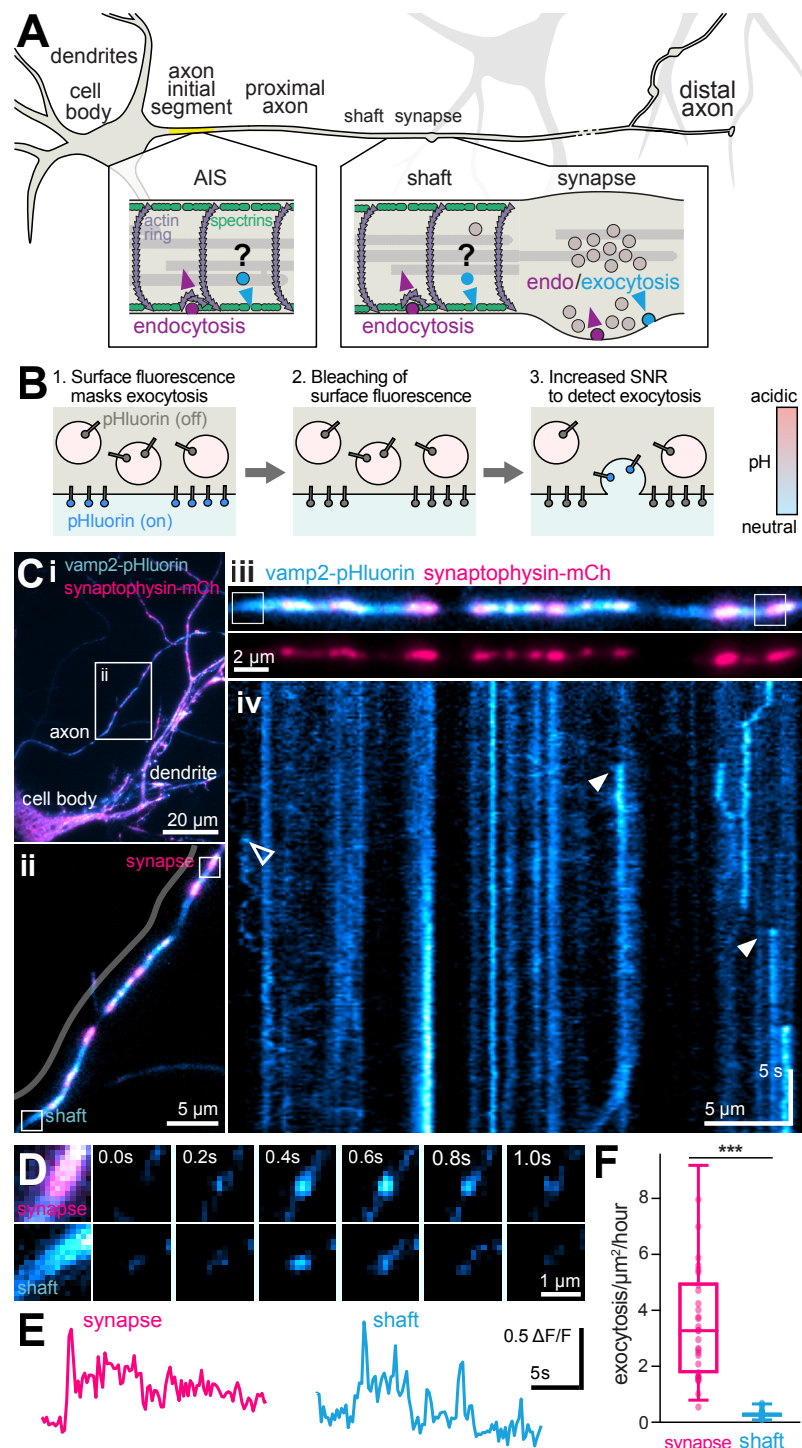 A
dendrites
cell
body
axon
initial
segment
proximal
axon
shaft synapse
distal
axon
AIS
actin
ring
spectrins
?
endocytosis
shaft
synapse
?
endocytosis
endo/exocytosis
B
1. Surface fluorescence
masks exocytosis
pHluorin (off)
pHluorin (on)
2. Bleaching of
surface fluorescence
3. Increased SNR
to detect exocytosis
acidic
pH
neutral
C
i
vamp2-pHluorin
synaptophysin-mCh
ii
axon
dendrite
cell body
20 µm
ii
synapse
shaft
5 µm
iii vamp2-pHluorin synaptophysin-mCh
2 µm
iv
5 s
5 µm
D
synapse
0.0s 0.2s 0.4s 0.6s 0.8s 1.0s
shaft
1 µm
E
synapse
shaft
0.5 ΔF/F
5s
F
***
exocytosis/µm²/hour
8
6
4
2
0
synapse shaft